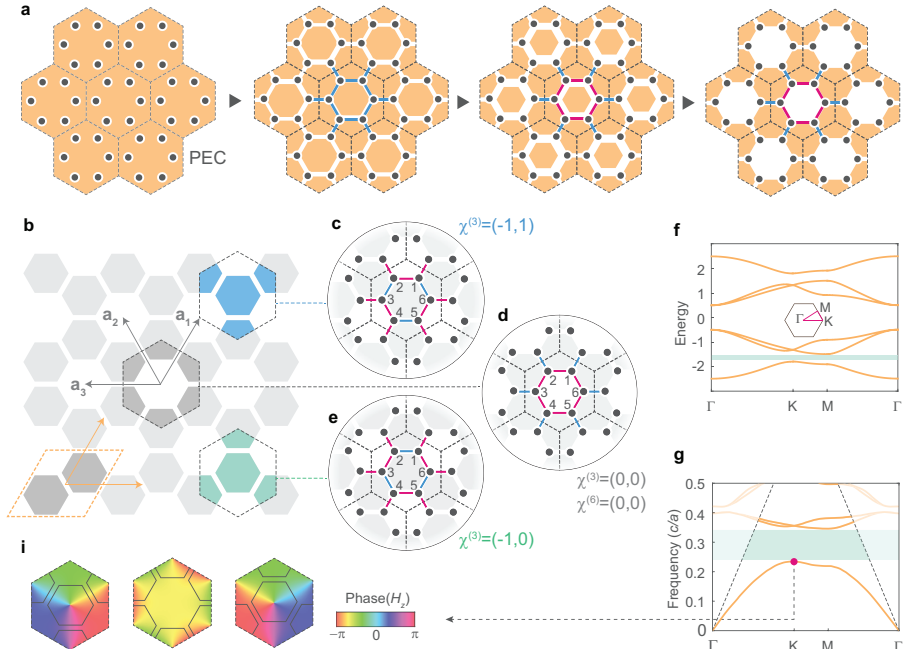 a
PEC
b
a₁
a₂
a₃
c
χ⁽³⁾=(-1,1)
2 1
3 6
4 5
d
2 1
3 6
4 5
χ⁽³⁾=(0,0)
χ⁽⁶⁾=(0,0)
e
2 1
3 6
4 5
χ⁽³⁾=(-1,0)
f
Energy
2
1
0
-1
-2
Γ
M
K
Γ K M Γ
g
Frequency (c/a)
0.5
0.4
0.3
0.2
0.1
0
Γ K M Γ
i
Phase(H_z)
−π 0 π